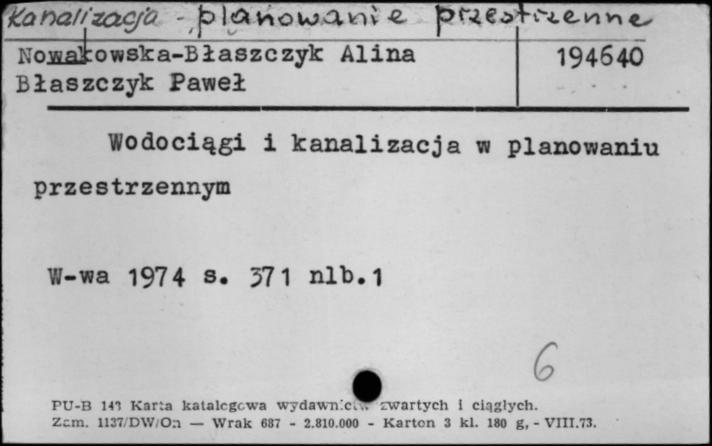 Kanalizacja - planowanie przestrzenne
Nowakowska-Błaszczyk Alina 194640
Błaszczyk Paweł
Wodociągi i kanalizacja w planowaniu
przestrzennym
W-wa 1974 s. 371 nlb.1
6
PU-B Karta katalogowa wydawnictw zwartych i ciągłych.
Zam. 1137/DW/Oa — Wrak 687 - 2.810.000 - Karton 3 kl. 180 g, - VIII.73.